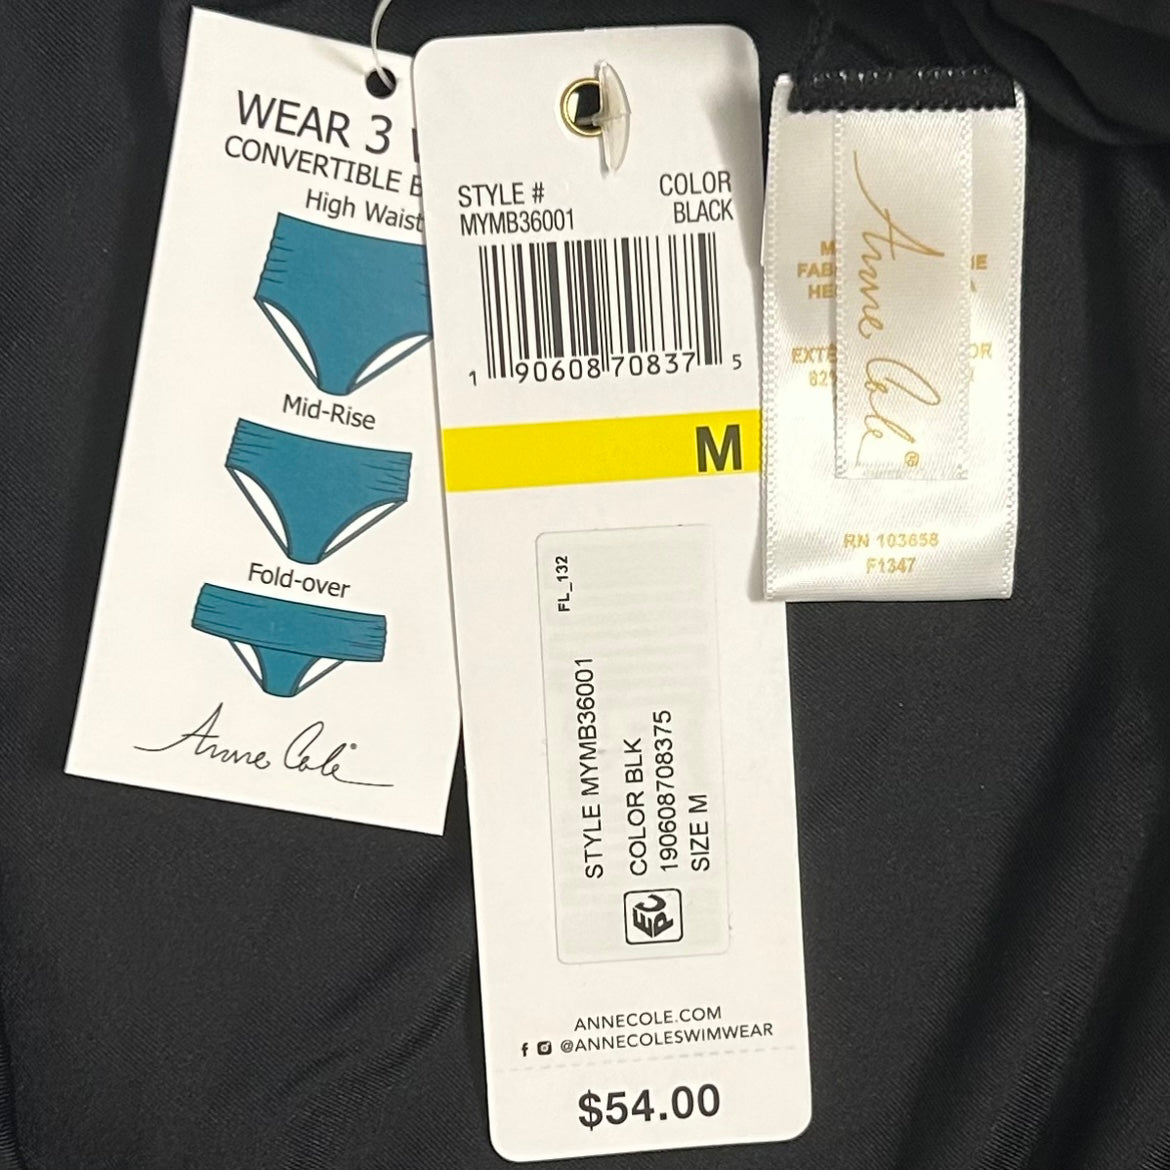 WEAR 3
CONVERTIBLE
High Waist
Mid-Rise
Fold-over
Anne Cole
STYLE #
MYMB36001
COLOR
BLACK
1 90608 70837 5
M
FL_132
STYLE MYMB36001
COLOR BLK
190608708375
SIZE M
EPC
ANNECOLE.COM
@ANNECOLESWIMWEAR
$54.00
Anne Cole®
RN 103658
F1347